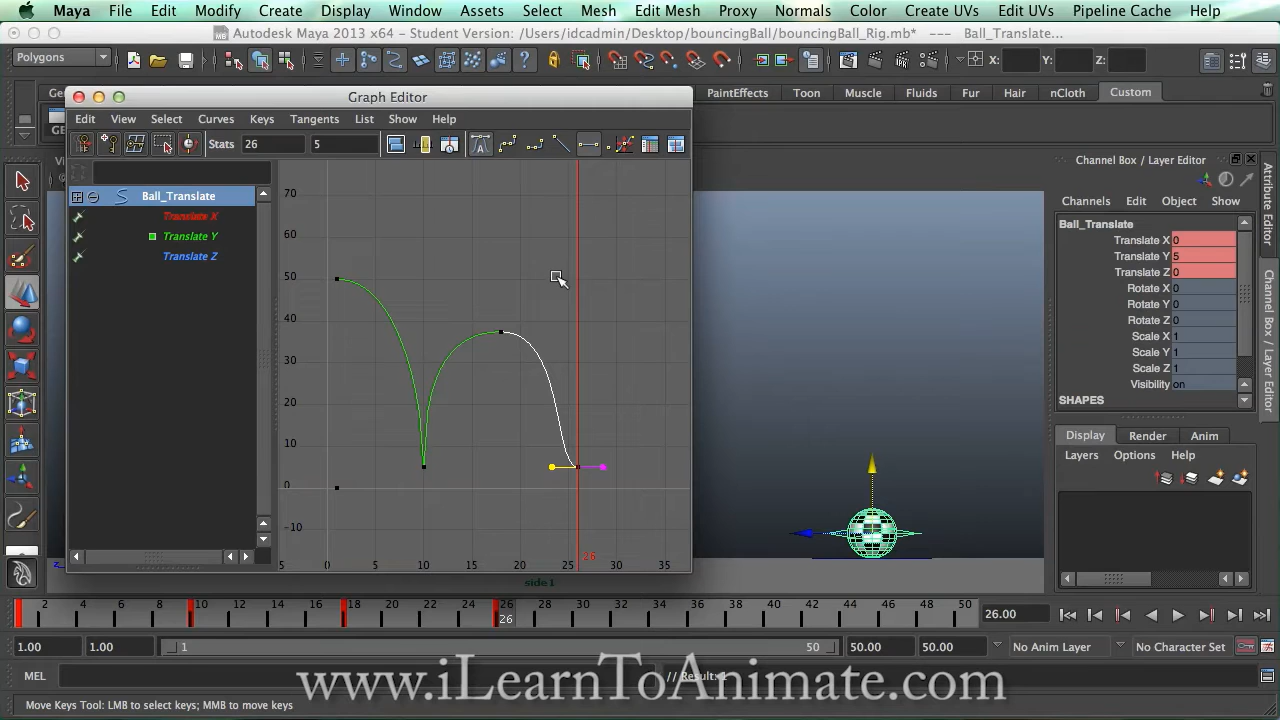 Maya File Edit Modify Create Display Window Assets Select Mesh Edit Mesh Proxy Normals Color Create UVs Edit UVs Pipeline Cache Help
Autodesk Maya 2013 x64 - Student Version: /Users/idcadmin/Desktop/bouncingBall/bouncingBall_Rig.mb* --- Ball_Translate...
Polygons X: Y: Z:
PaintEffects Toon Muscle Fluids Fur Hair nCloth Custom
Graph Editor
Edit View Select Curves Keys Tangents List Show Help
Stats 26 5
Ball_Translate
Translate X
Translate Y
Translate Z
70
60
50
40
30
20
10
0
-10
5 0 5 10 15 20 25 26 30 35
side1
Channel Box / Layer Editor
Channels Edit Object Show
Ball_Translate
Translate X 0
Translate Y 5
Translate Z 0
Rotate X 0
Rotate Y 0
Rotate Z 0
Scale X 1
Scale Y 1
Scale Z 1
Visibility on
SHAPES
Display Render Anim
Layers Options Help
Attribute Editor
Channel Box / Layer Editor
2 4 6 8 10 12 14 16 18 20 22 24 26 28 30 32 34 36 38 40 42 44 46 48 50
26
26.00
1.00 1.00 1 50 50.00 50.00 No Anim Layer No Character Set
MEL // Result: 1
www.iLearnToAnimate.com
Move Keys Tool: LMB to select keys; MMB to move keys